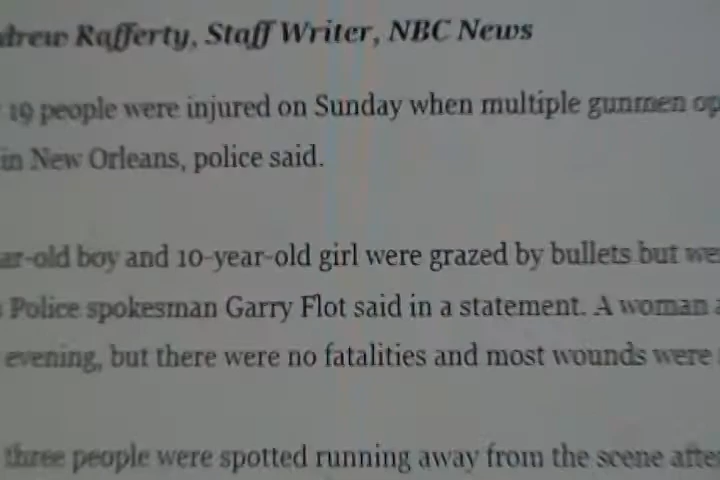 drew Rafferty, Staff Writer, NBC News
19 people were injured on Sunday when multiple gunmen op
in New Orleans, police said.
ar-old boy and 10-year-old girl were grazed by bullets but we
Police spokesman Garry Flot said in a statement. A woman a
evening, but there were no fatalities and most wounds were
three people were spotted running away from the scene after